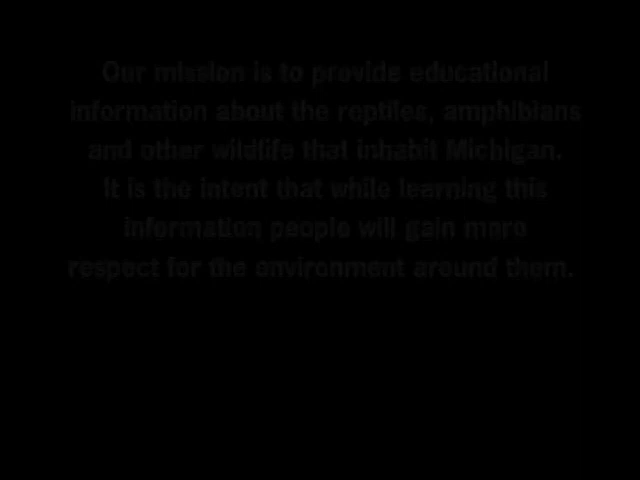 Our mission is to provide educational
information about the reptiles, amphibians
and other wildlife that inhabit Michigan.
It is the intent that while learning this
information people will gain more
respect for the environment around them.